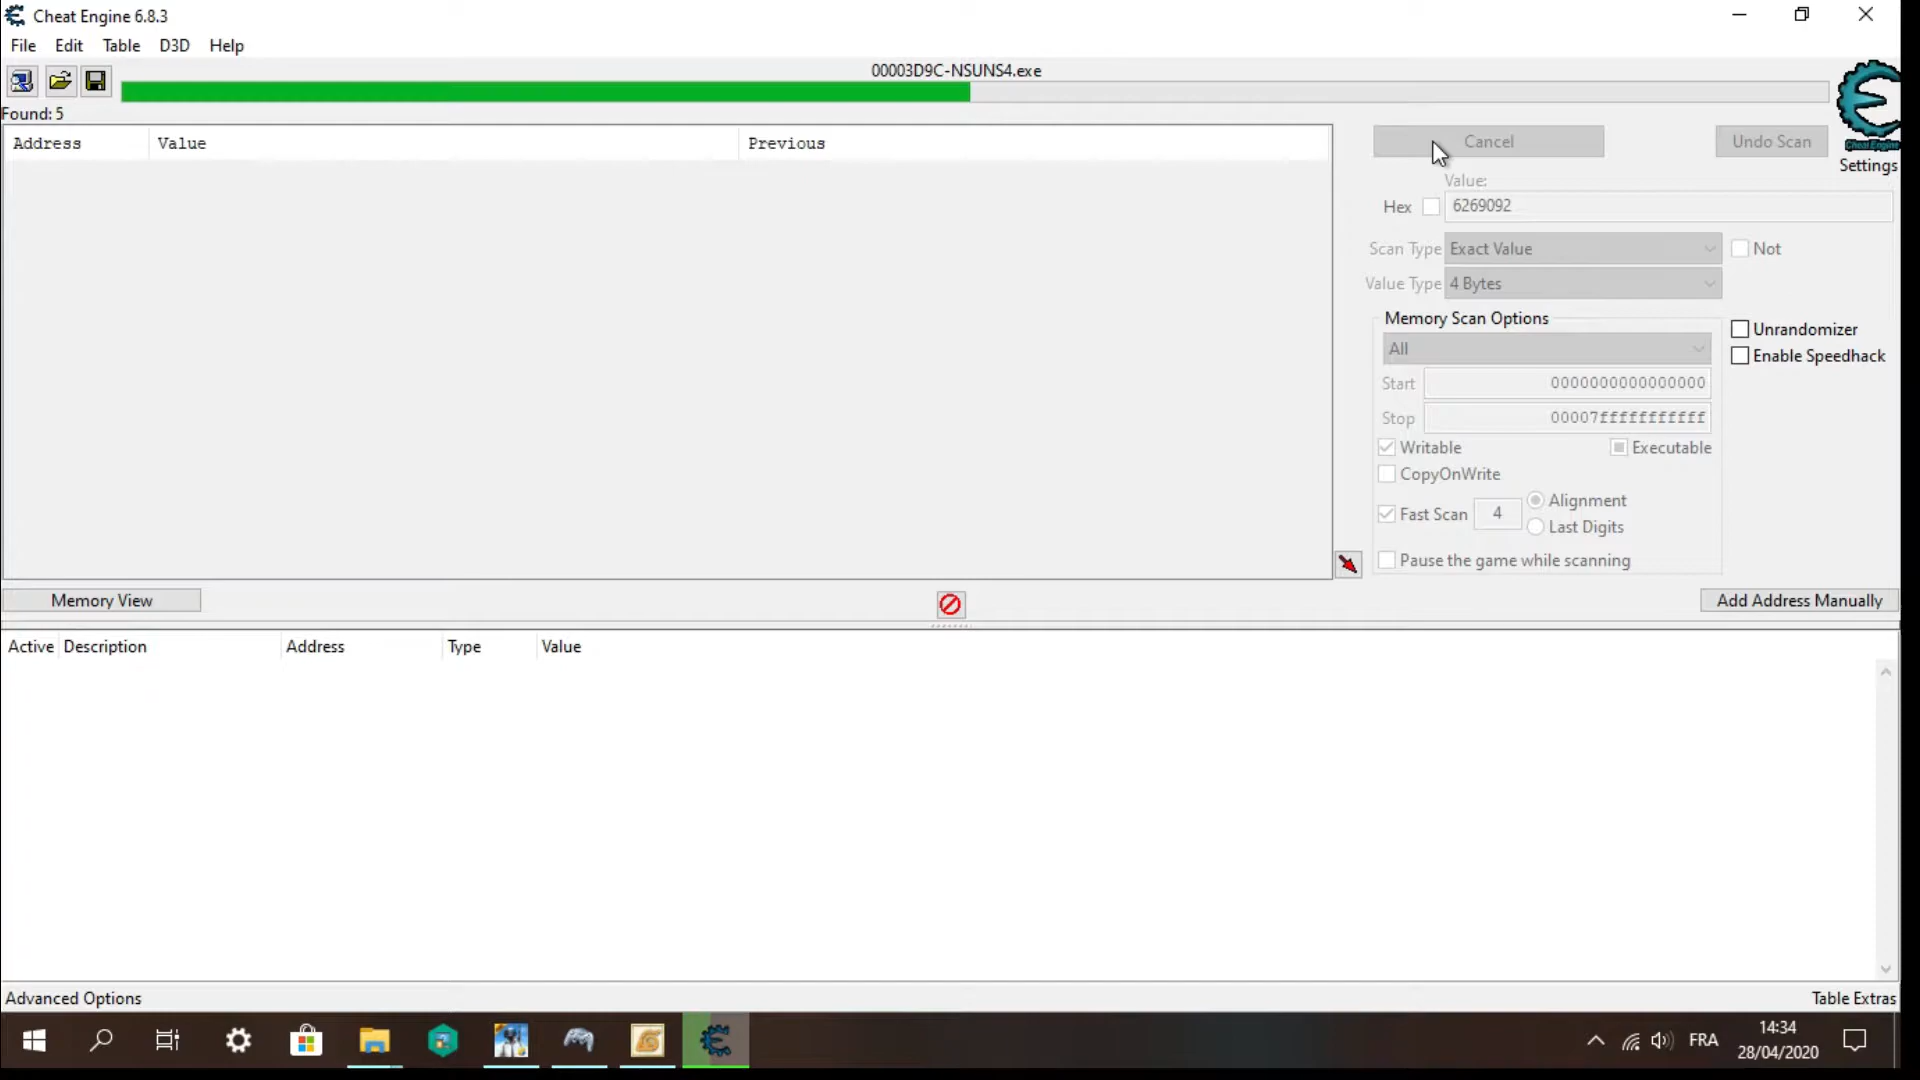 Cheat Engine 6.8.3
File Edit Table D3D Help
00003D9C-NSUNS4.exe
Found: 5
Address Value Previous
Cancel Undo Scan
Cheat Engine
Settings
Value:
Hex 6269092
Scan Type Exact Value Not
Value Type 4 Bytes
Memory Scan Options
All
Unrandomizer
Enable Speedhack
Start 0000000000000000
Stop 00007fffffffffff
Writable Executable
CopyOnWrite
Fast Scan 4 Alignment
Last Digits
Pause the game while scanning
Memory View Add Address Manually
Active Description Address Type Value
Advanced Options Table Extras
FRA 14:34
28/04/2020